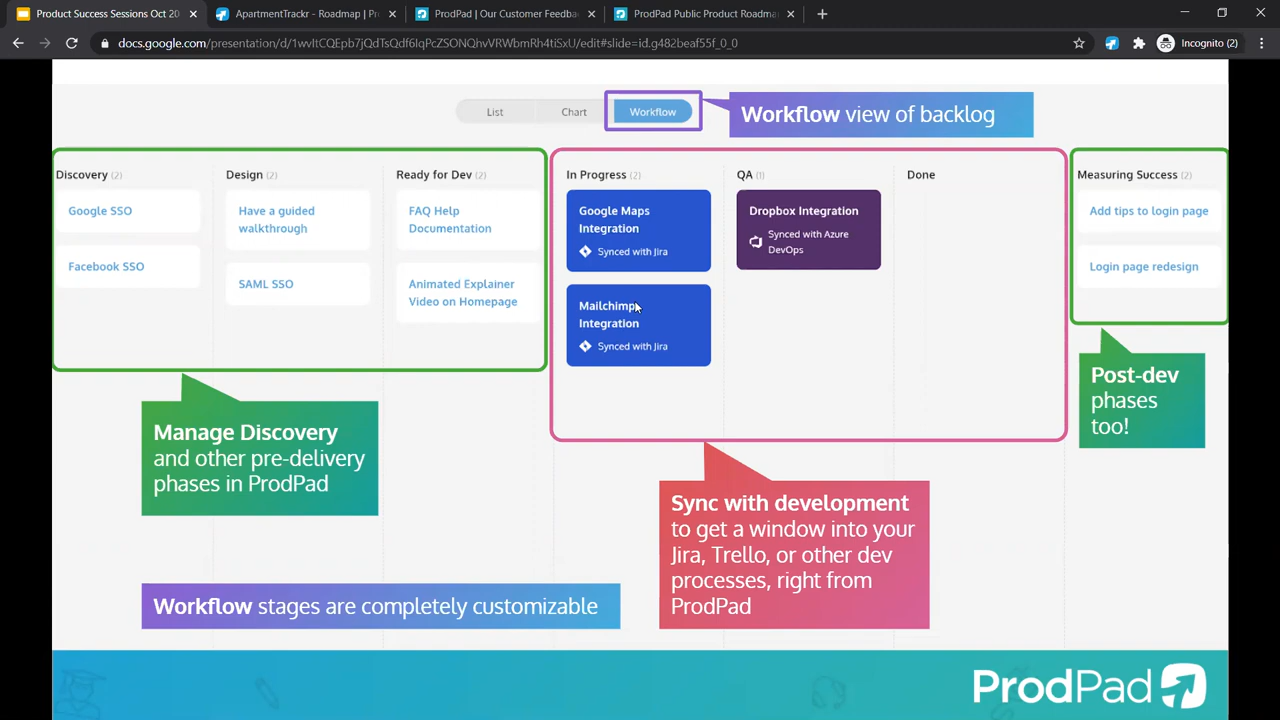 Product Success Sessions Oct 20
ApartmentTrackr - Roadmap | Pr
ProdPad | Our Customer Feedba
ProdPad Public Product Roadma
docs.google.com/presentation/d/1wvItCQEpb7jQdTsQdf6IqPcZSONQhvVRWbmRh4tiSxU/edit#slide=id.g482beaf55f_0_0
Incognito (2)
List
Chart
Workflow
Workflow view of backlog
Discovery (2)
Google SSO
Facebook SSO
Design (2)
Have a guided
walkthrough
SAML SSO
Ready for Dev (2)
FAQ Help
Documentation
Animated Explainer
Video on Homepage
In Progress (2)
Google Maps
Integration
Synced with Jira
Mailchimp
Integration
Synced with Jira
QA (1)
Dropbox Integration
Synced with Azure
DevOps
Done
Measuring Success (2)
Add tips to login page
Login page redesign
Manage Discovery
and other pre-delivery
phases in ProdPad
Sync with development
to get a window into your
Jira, Trello, or other dev
processes, right from
ProdPad
Post-dev
phases
too!
Workflow stages are completely customizable
ProdPad